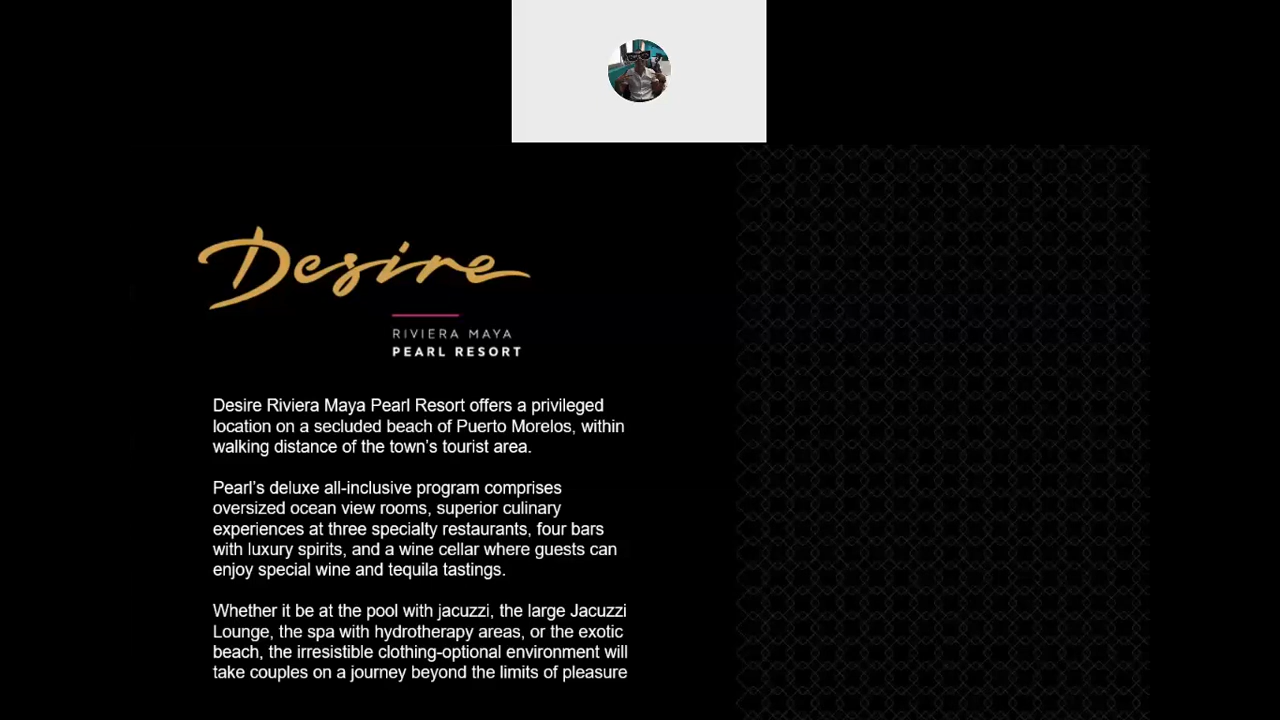 Desire
RIVIERA MAYA
PEARL RESORT
Desire Riviera Maya Pearl Resort offers a privileged
location on a secluded beach of Puerto Morelos, within
walking distance of the town’s tourist area.
Pearl’s deluxe all-inclusive program comprises
oversized ocean view rooms, superior culinary
experiences at three specialty restaurants, four bars
with luxury spirits, and a wine cellar where guests can
enjoy special wine and tequila tastings.
Whether it be at the pool with jacuzzi, the large Jacuzzi
Lounge, the spa with hydrotherapy areas, or the exotic
beach, the irresistible clothing-optional environment will
take couples on a journey beyond the limits of pleasure